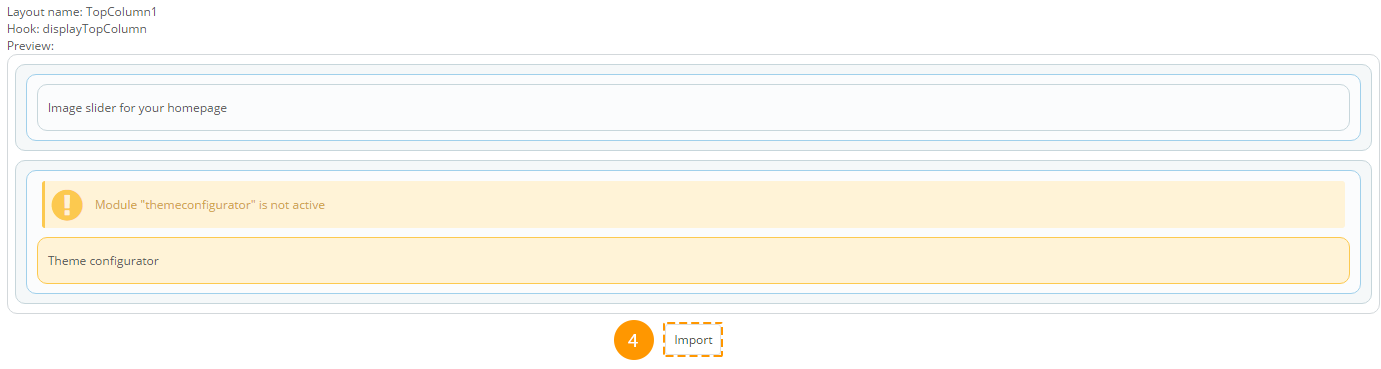 Layout name: TopColumn1
Hook: displayTopColumn
Preview:
Image slider for your homepage
Module "themeconfigurator" is not active
Theme configurator
4 Import